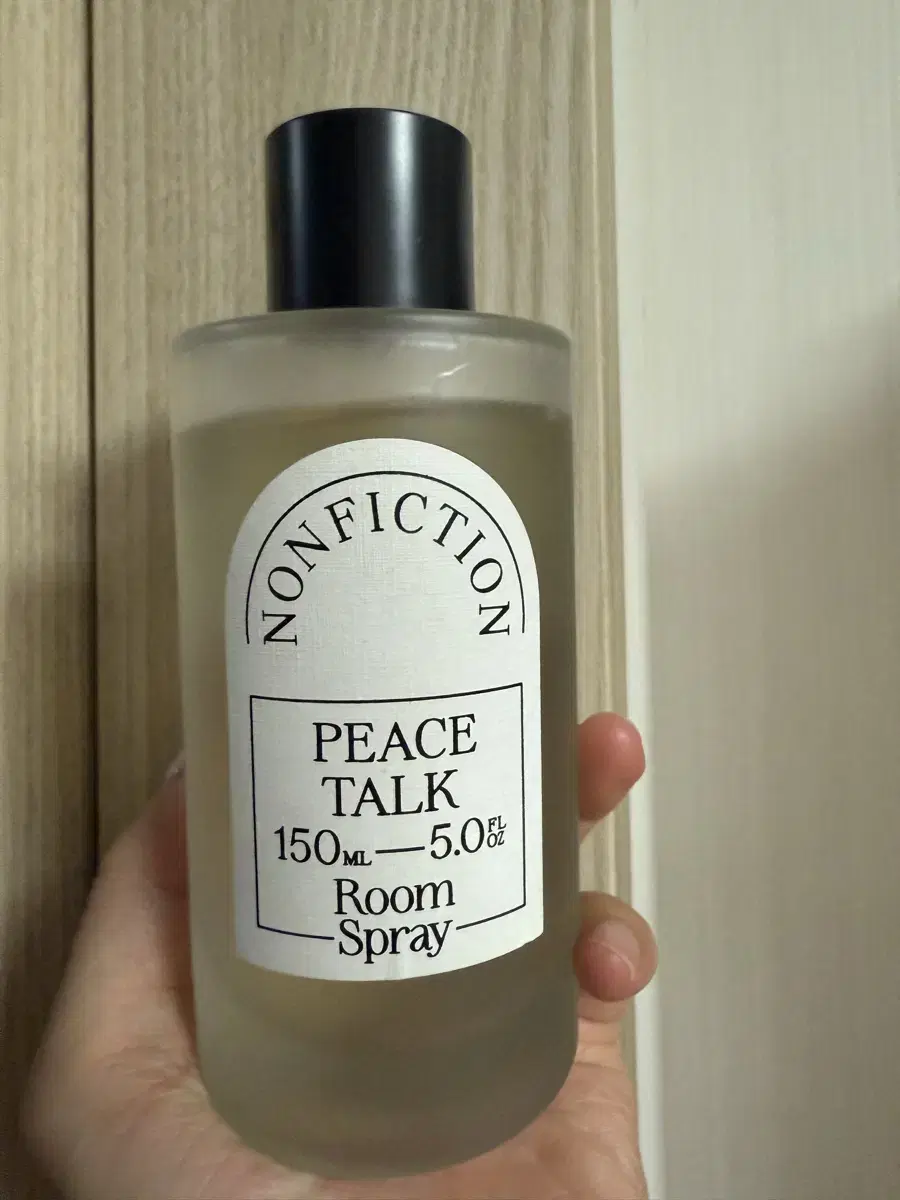 NONFICTION
PEACE
TALK
150ML—5.0FL OZ
Room
Spray